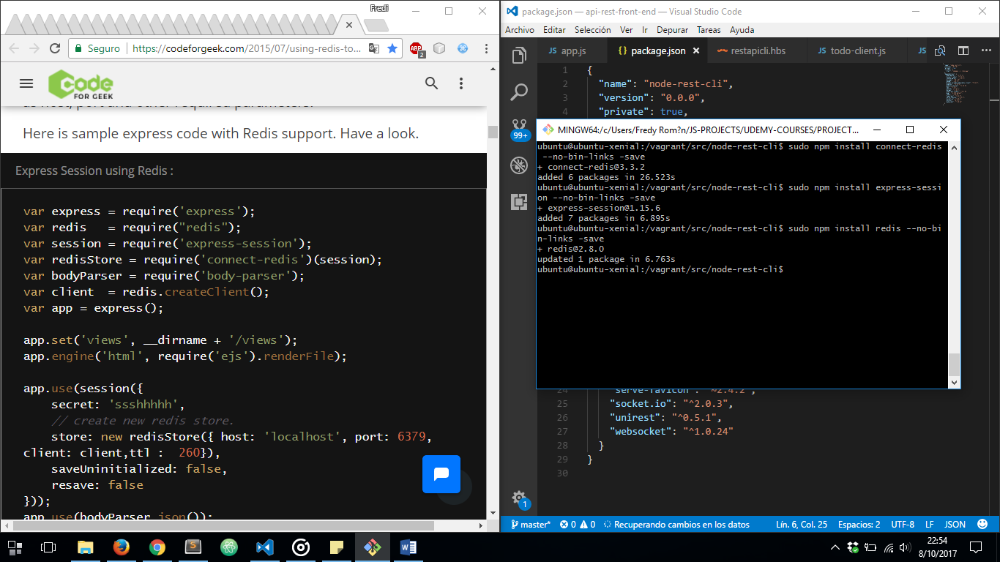 Fredi
Seguro
https://codeforgeek.com/2015/07/using-redis-to...
ABP
2
Code
FOR GEEK
Here is sample express code with Redis support. Have a look.
Express Session using Redis :
var express = require('express');
var redis   = require("redis");
var session = require('express-session');
var redisStore = require('connect-redis')(session);
var bodyParser = require('body-parser');
var client  = redis.createClient();
var app = express();
app.set('views', __dirname + '/views');
app.engine('html', require('ejs').renderFile);
app.use(session({
    secret: 'ssshhhhh',
    // create new redis store.
    store: new redisStore({ host: 'localhost', port: 6379,
client: client,ttl :  260}),
    saveUninitialized: false,
    resave: false
}));
app.use(bodyParser.json());
package.json — api-rest-front-end — Visual Studio Code
Archivo Editar Selección Ver Ir Depurar Tareas Ayuda
JS app.js {} package.json restapicli.hbs JS todo-client.js JS
99+
1 {
2   "name": "node-rest-cli",
3   "version": "0.0.0",
4   "private": true,
MINGW64:/c/Users/Fredy Rom?n/JS-PROJECTS/UDEMY-COURSES/PROJECT...
ubuntu@ubuntu-xenial:/vagrant/src/node-rest-cli$ sudo npm install connect-redis
 --no-bin-links -save
+ connect-redis@3.3.2
added 6 packages in 26.523s
ubuntu@ubuntu-xenial:/vagrant/src/node-rest-cli$ sudo npm install express-sessi
on --no-bin-links -save
+ express-session@1.15.6
added 7 packages in 6.895s
ubuntu@ubuntu-xenial:/vagrant/src/node-rest-cli$ sudo npm install redis --no-bi
n-links -save
+ redis@2.8.0
updated 1 package in 6.763s
ubuntu@ubuntu-xenial:/vagrant/src/node-rest-cli$
24     "serve-favicon": "~2.4.2",
25     "socket.io": "^2.0.3",
26     "unirest": "^0.5.1",
27     "websocket": "^1.0.24"
28   }
29 }
30
1
master* 0 0 Recuperando cambios en los datos Lín. 6, Col. 25 Espacios: 2 UTF-8 LF JSON
22:54
8/10/2017